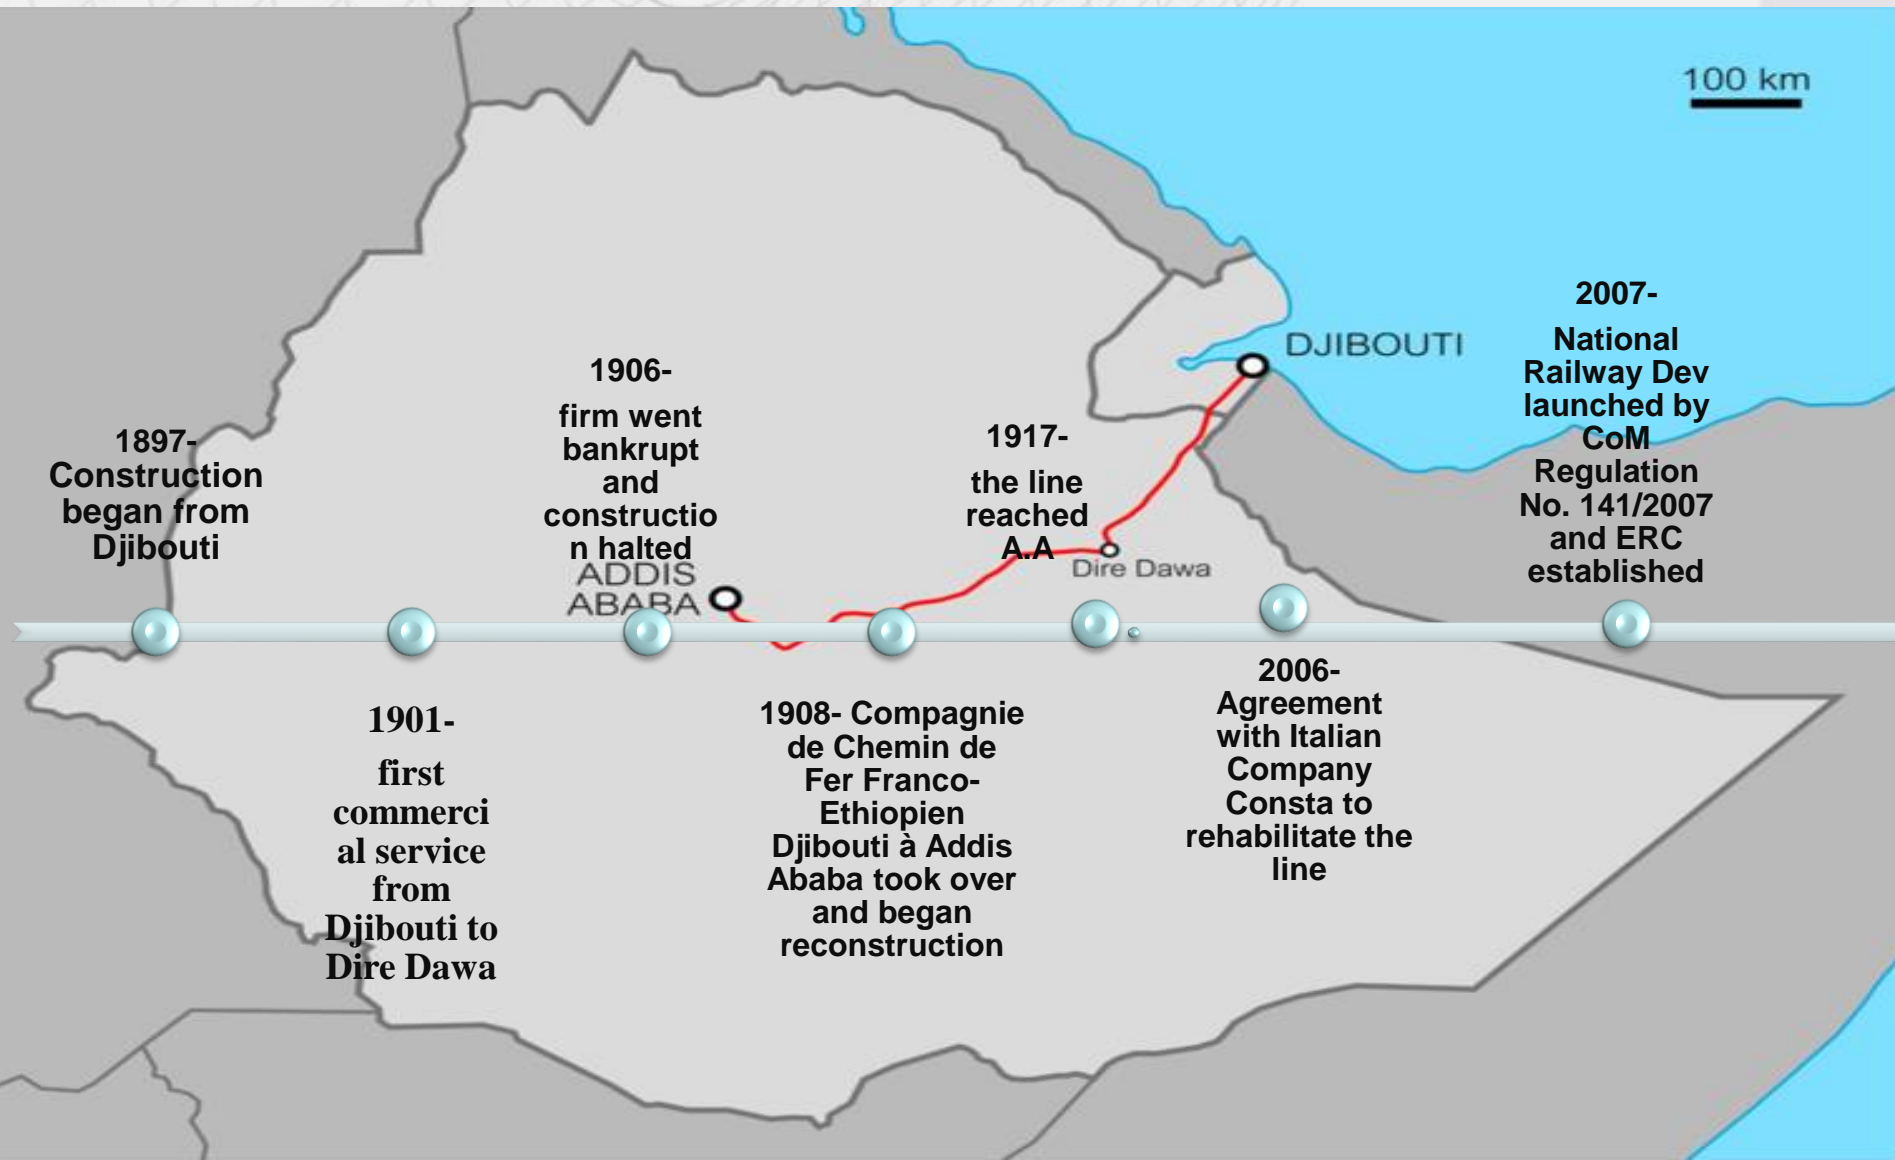 100 km
DJIBOUTI
Dire Dawa
ADDIS
ABABA
1897-
Construction
began from
Djibouti
1901-
first
commerci
al service
from
Djibouti to
Dire Dawa
1906-
firm went
bankrupt
and
constructio
n halted
1908- Compagnie
de Chemin de
Fer Franco-
Ethiopien
Djibouti à Addis
Ababa took over
and began
reconstruction
1917-
the line
reached
A.A
2006-
Agreement
with Italian
Company
Consta to
rehabilitate the
line
2007-
National
Railway Dev
launched by
CoM
Regulation
No. 141/2007
and ERC
established